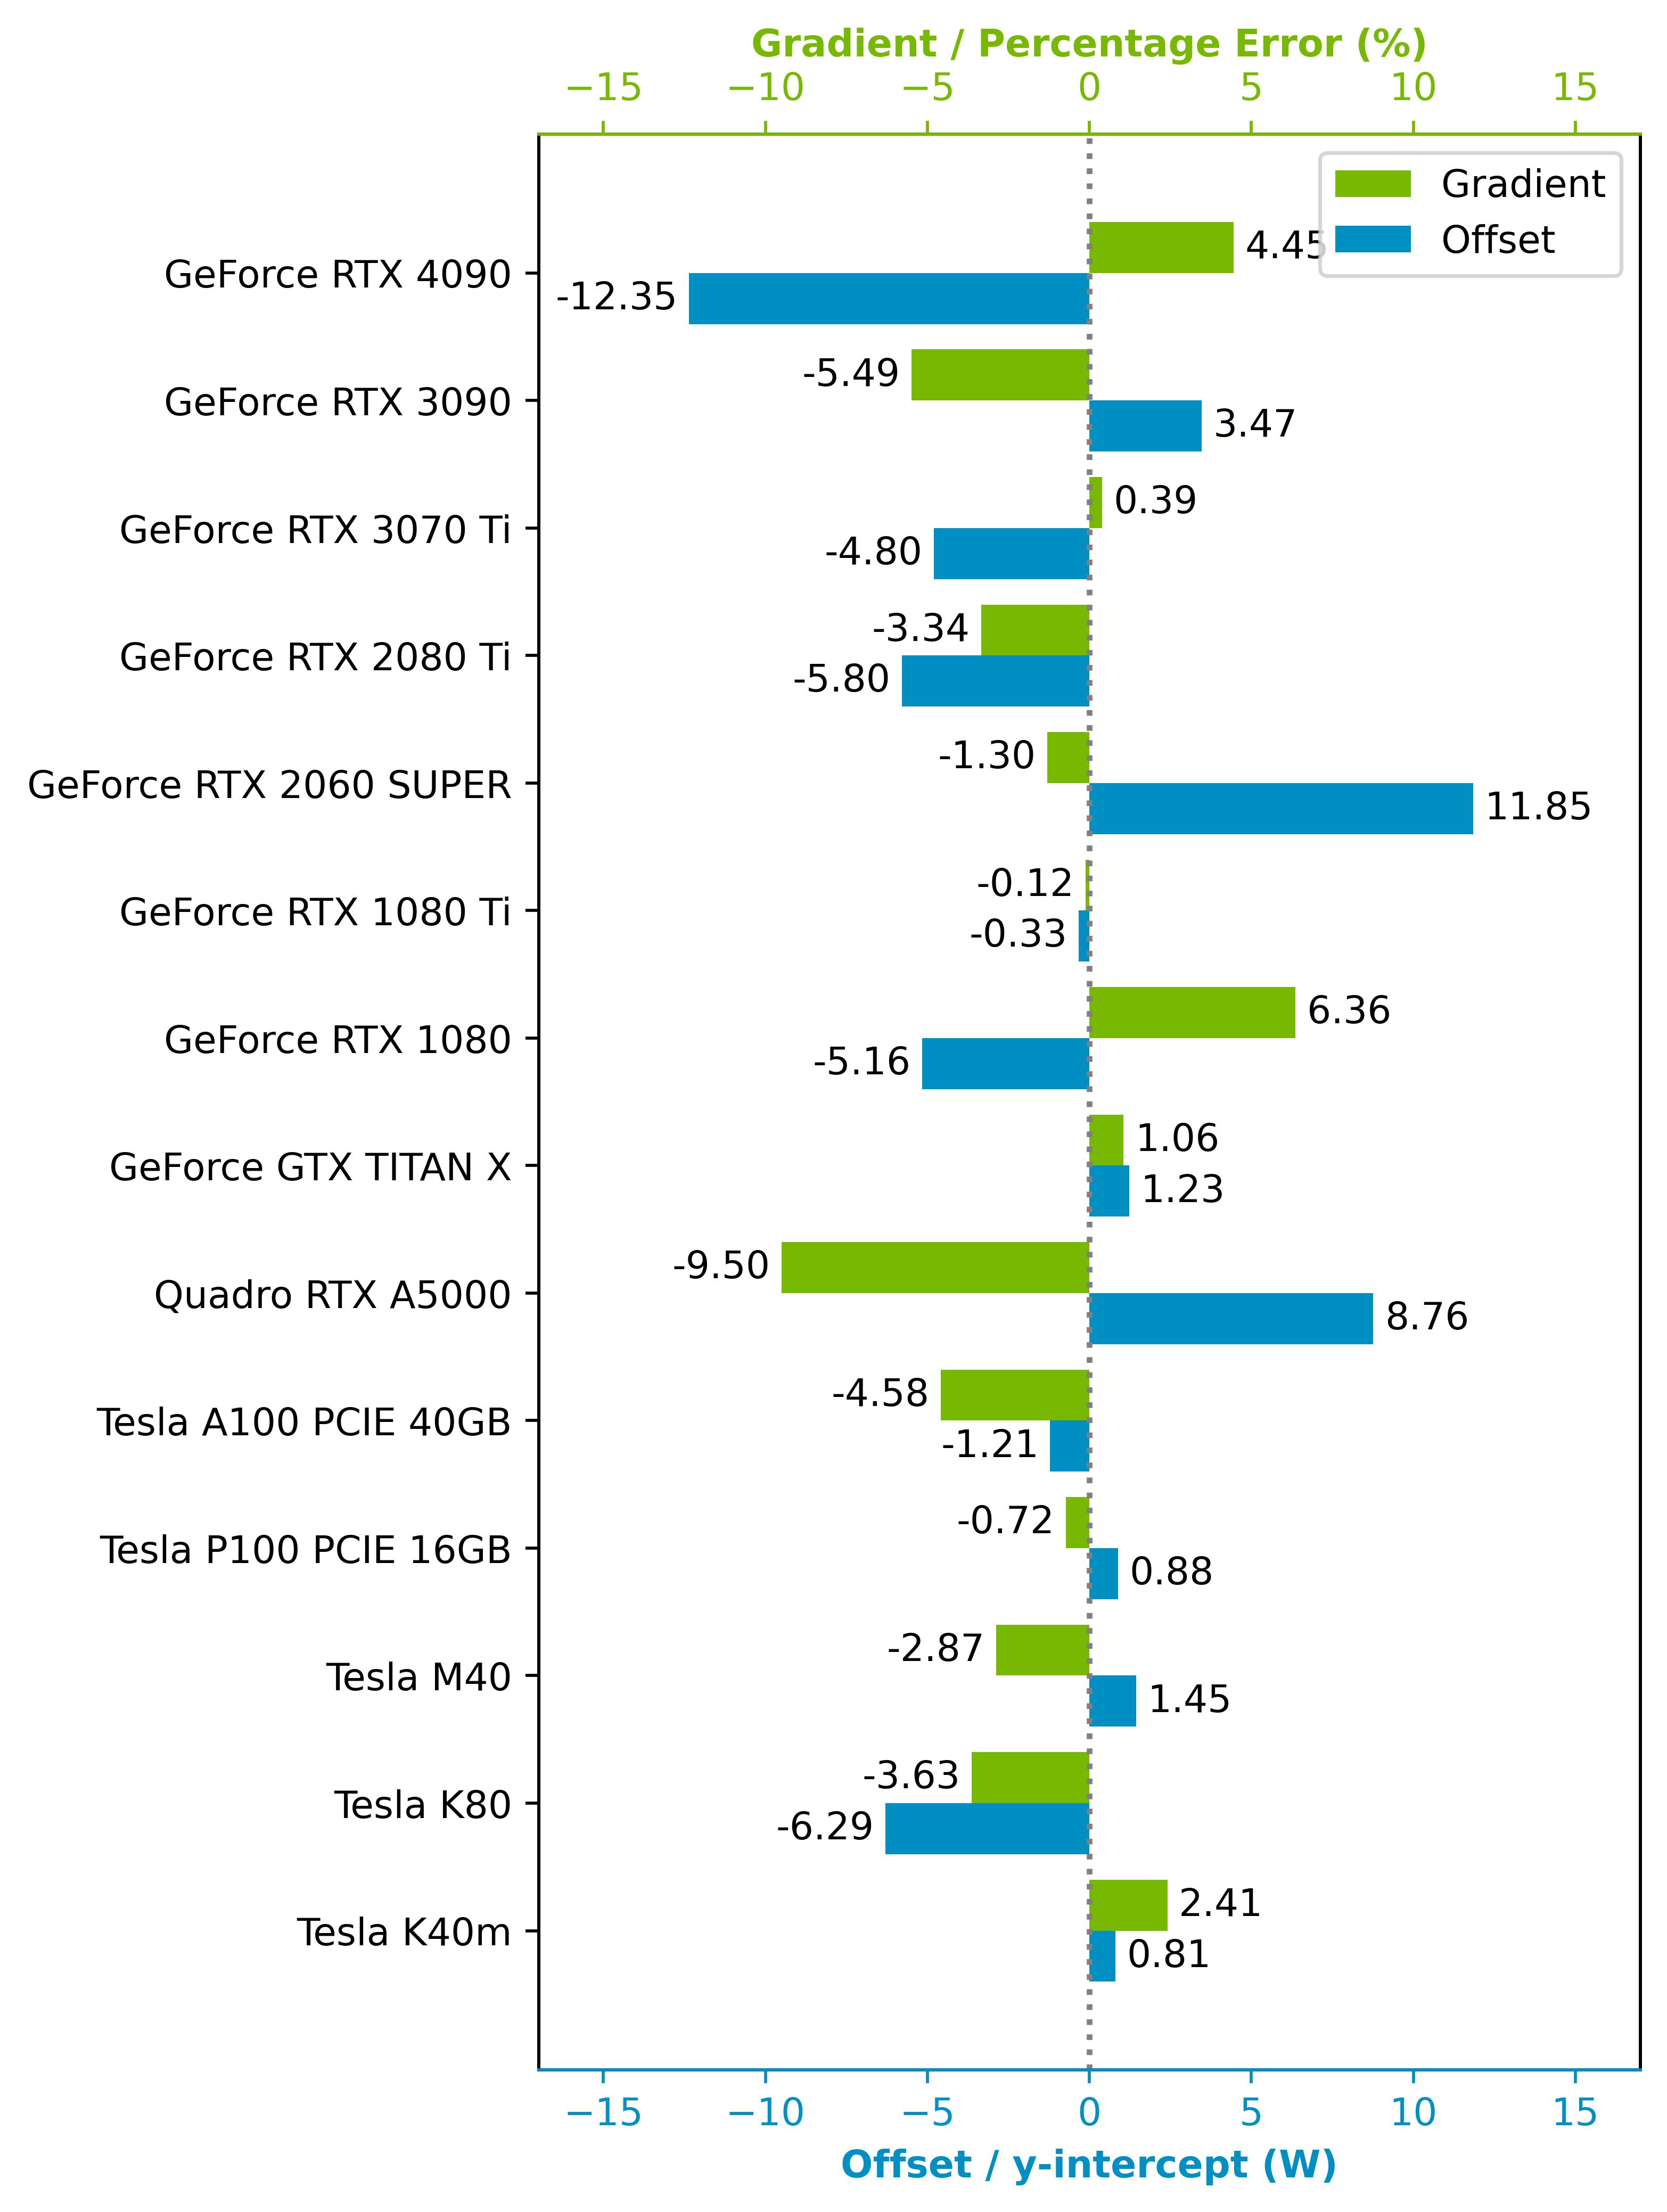 Gradient / Percentage Error (%)
−15 −10 −5 0 5 10 15
Gradient
Offset
GeForce RTX 4090 4.45
-12.35
GeForce RTX 3090 -5.49
3.47
GeForce RTX 3070 Ti 0.39
-4.80
GeForce RTX 2080 Ti -3.34
-5.80
GeForce RTX 2060 SUPER -1.30
11.85
GeForce RTX 1080 Ti -0.12
-0.33
GeForce RTX 1080 6.36
-5.16
GeForce GTX TITAN X 1.06
1.23
Quadro RTX A5000 -9.50
8.76
Tesla A100 PCIE 40GB -4.58
-1.21
Tesla P100 PCIE 16GB -0.72
0.88
Tesla M40 -2.87
1.45
Tesla K80 -3.63
-6.29
Tesla K40m 2.41
0.81
−15 −10 −5 0 5 10 15
Offset / y-intercept (W)